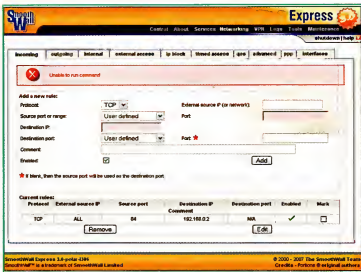 Smooth Wall
Express
Control About Services Networking VPN Logs Tools Maintenance
shutdown | help
incoming outgoing internal external access ip block timed access qos advanced ppp interfaces
Unable to run command
Add a new rule:
Protocol: TCP External source IP (or network):
Source port or range: User defined Port:
Destination IP:
Destination port: User defined Port: *
Comment:
Enabled: Add
* If blank, then the source port will be used as the destination port.
Current rules:
Protocol External source IP Source port Destination IP Destination port Enabled Mark
Comment
TCP ALL 84 192.168.0.2 N/A
Remove Edit
SmoothWall Express 3.0-polar-i386 © 2000 - 2007 The SmoothWall Team
SmoothWall™ is a trademark of SmoothWall Limited Credits - Portions © original authors